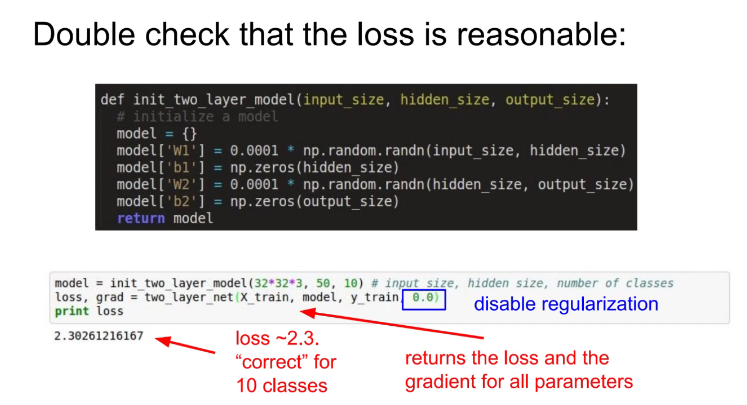 Double check that the loss is reasonable:
def init_two_layer_model(input_size, hidden_size, output_size):
# initialize a model
model = {}
model['W1'] = 0.0001 * np.random.randn(input_size, hidden_size)
model['b1'] = np.zeros(hidden_size)
model['W2'] = 0.0001 * np.random.randn(hidden_size, output_size)
model['b2'] = np.zeros(output_size)
return model
model = init_two_layer_model(32*32*3, 50, 10) # input size, hidden size, number of classes
loss, grad = two_layer_net(X_train, model, y_train, 0.0)
disable regularization
print loss
2.30261216167
loss ~2.3.
“correct” for
10 classes
returns the loss and the
gradient for all parameters